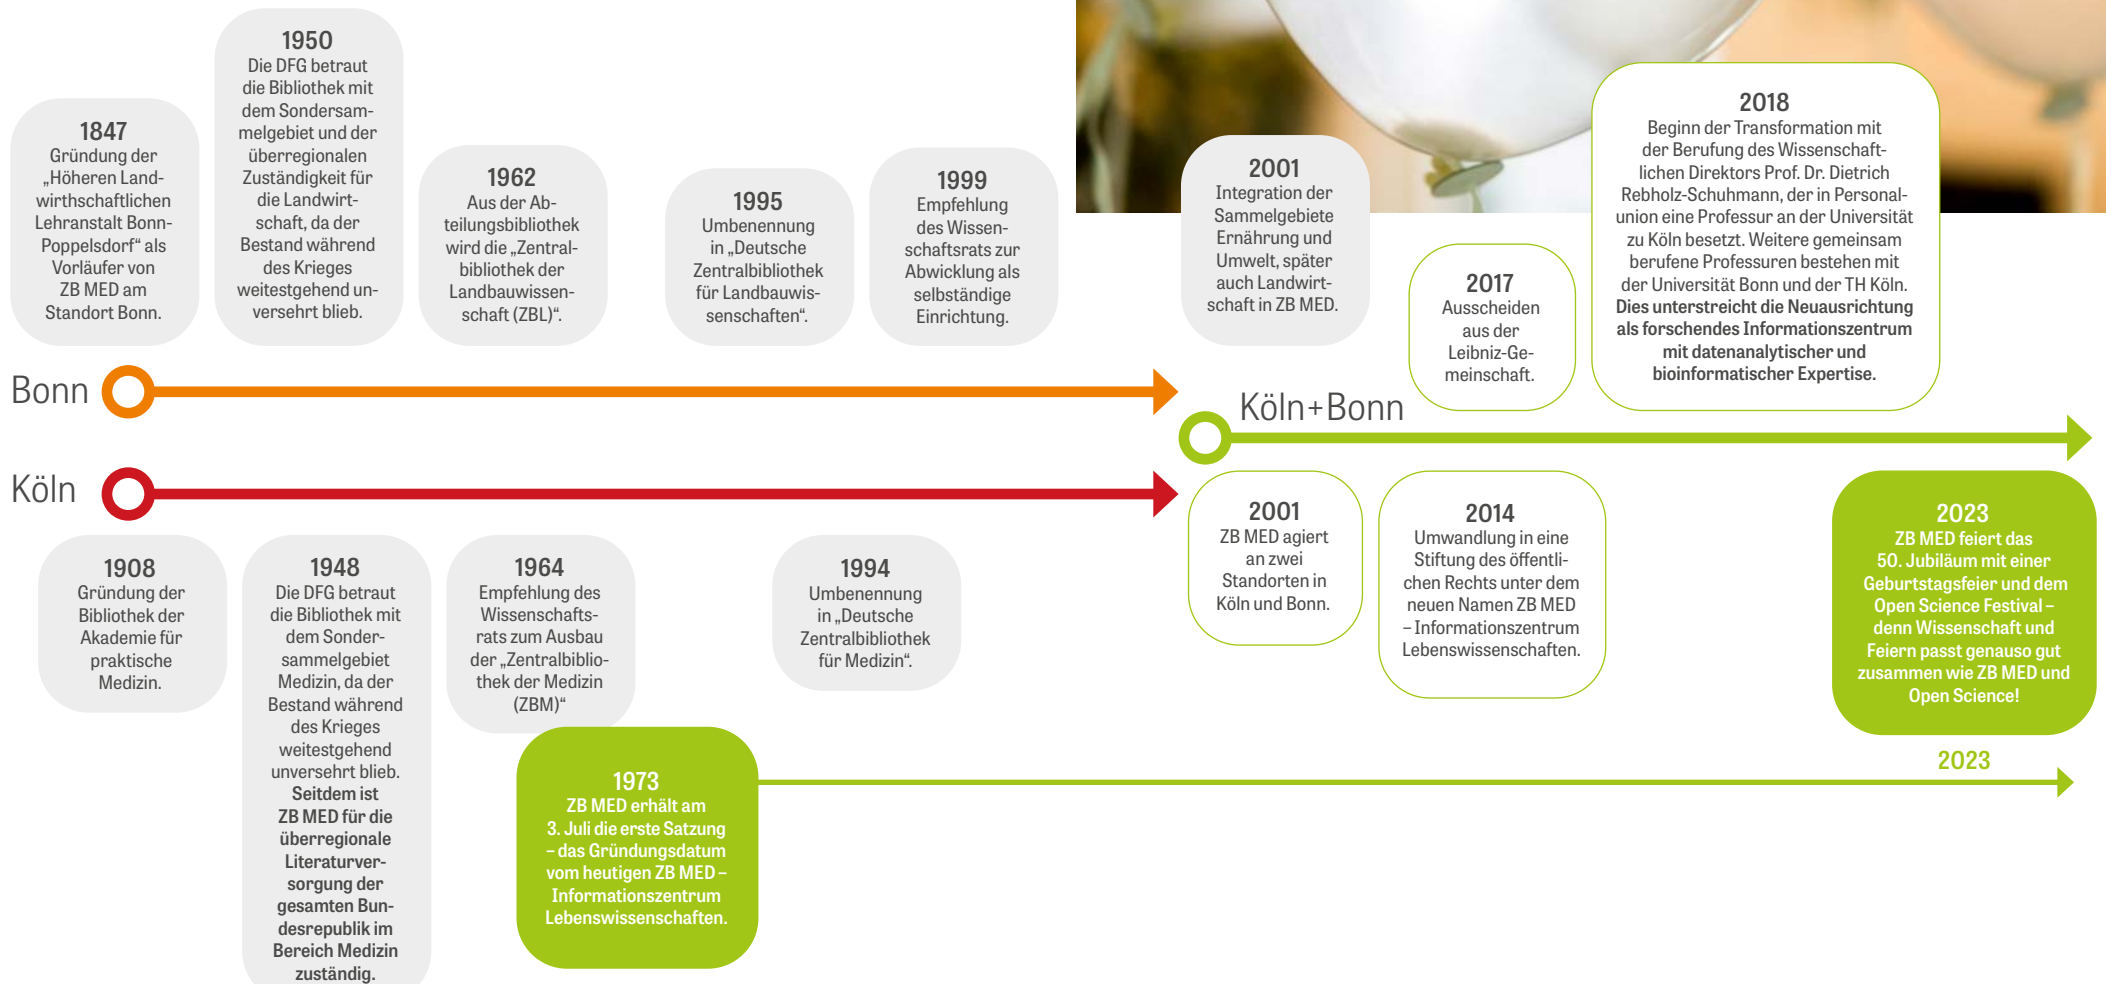 1847
Gründung der
„Höheren Land-
wirthschaftlichen
Lehranstalt Bonn-
Poppelsdorf“ als
Vorläufer von
ZB MED am
Standort Bonn.
1950
Die DFG betraut
die Bibliothek mit
dem Sondersam-
melgebiet und der
überregionalen
Zuständigkeit für
die Landwirt-
schaft, da der
Bestand während
des Krieges
weitestgehend un-
versehrt blieb.
1962
Aus der Ab-
teilungsbibliothek
wird die „Zentral-
bibliothek der
Landbauwissen-
schaft (ZBL)“.
1995
Umbenennung
in „Deutsche
Zentralbibliothek
für Landbauwis-
senschaften“.
1999
Empfehlung
des Wissen-
schaftsrats zur
Abwicklung als
selbständige
Einrichtung.
2001
Integration der
Sammelgebiete
Ernährung und
Umwelt, später
auch Landwirt-
schaft in ZB MED.
2017
Ausscheiden
aus der
Leibniz-Ge-
meinschaft.
2018
Beginn der Transformation mit
der Berufung des Wissenschaft-
lichen Direktors Prof. Dr. Dietrich
Rebholz-Schuhmann, der in Personal-
union eine Professur an der Universität
zu Köln besetzt. Weitere gemeinsam
berufene Professuren bestehen mit
der Universität Bonn und der TH Köln.
Dies unterstreicht die Neuausrichtung
als forschendes Informationszentrum
mit datenanalytischer und
bioinformatischer Expertise.
Bonn
Köln+Bonn
Köln
1908
Gründung der
Bibliothek der
Akademie für
praktische
Medizin.
1948
Die DFG betraut
die Bibliothek mit
dem Sonder-
sammelgebiet
Medizin, da der
Bestand während
des Krieges
weitestgehend
unversehrt blieb.
Seitdem ist
ZB MED für die
überregionale
Literaturver-
sorgung der
gesamten Bun-
desrepublik im
Bereich Medizin
zuständig.
1964
Empfehlung des
Wissenschafts-
rats zum Ausbau
der „Zentralbiblio-
thek der Medizin
(ZBM)“
1973
ZB MED erhält am
3. Juli die erste Satzung
– das Gründungsdatum
vom heutigen ZB MED –
Informationszentrum
Lebenswissenschaften.
1994
Umbenennung
in „Deutsche
Zentralbibliothek
für Medizin“.
2001
ZB MED agiert
an zwei
Standorten in
Köln und Bonn.
2014
Umwandlung in eine
Stiftung des öffentli-
chen Rechts unter dem
neuen Namen ZB MED
– Informationszentrum
Lebenswissenschaften.
2023
ZB MED feiert das
50. Jubiläum mit einer
Geburtstagsfeier und dem
Open Science Festival –
denn Wissenschaft und
Feiern passt genauso gut
zusammen wie ZB MED und
Open Science!
2023